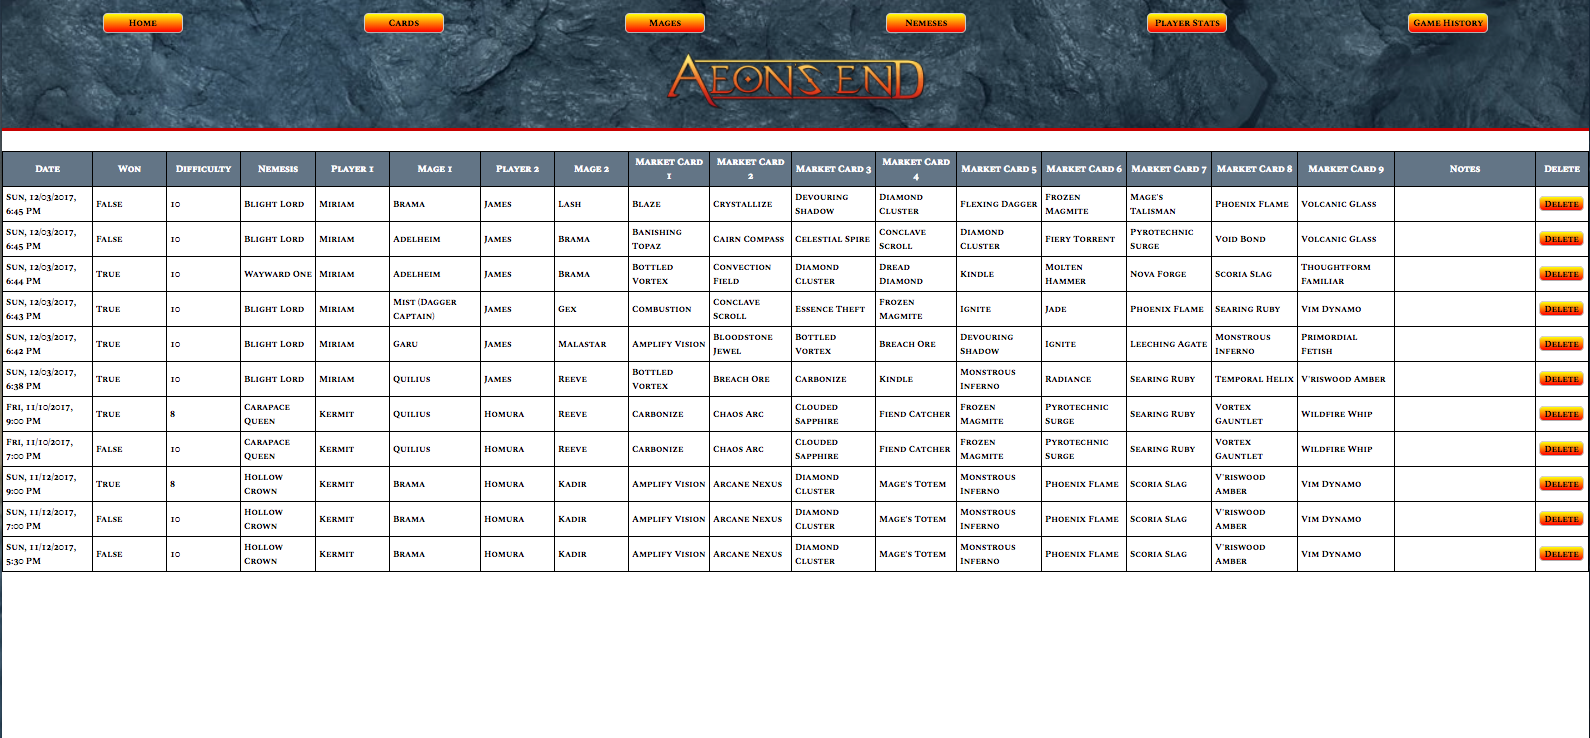 Home Cards Mages Nemeses Player Stats Game History
Aeon's End
Date Won Difficulty Nemesis Player 1 Mage 1 Player 2 Mage 2 Market Card 1 Market Card 2 Market Card 3 Market Card 4 Market Card 5 Market Card 6 Market Card 7 Market Card 8 Market Card 9 Notes Delete
Sun, 12/03/2017, 6:45 PM False 10 Blight Lord Miriam Brama James Lash Blaze Crystallize Devouring Shadow Diamond Cluster Flexing Dagger Frozen Magmite Mage's Talisman Phoenix Flame Volcanic Glass Delete
Sun, 12/03/2017, 6:45 PM False 10 Blight Lord Miriam Adelheim James Brama Banishing Topaz Cairn Compass Celestial Spire Conclave Scroll Diamond Cluster Fiery Torrent Pyrotechnic Surge Void Bond Volcanic Glass Delete
Sun, 12/03/2017, 6:44 PM True 10 Wayward One Miriam Adelheim James Brama Bottled Vortex Convection Field Diamond Cluster Dread Diamond Kindle Molten Hammer Nova Forge Scoria Slag Thoughtform Familiar Delete
Sun, 12/03/2017, 6:43 PM True 10 Blight Lord Miriam Mist (Dagger Captain) James Gex Combustion Conclave Scroll Essence Theft Frozen Magmite Ignite Jade Phoenix Flame Searing Ruby Vim Dynamo Delete
Sun, 12/03/2017, 6:42 PM True 10 Blight Lord Miriam Garu James Malastar Amplify Vision Bloodstone Jewel Bottled Vortex Breach Ore Devouring Shadow Ignite Leeching Agate Monstrous Inferno Primordial Fetish Delete
Sun, 12/03/2017, 6:38 PM True 10 Blight Lord Miriam Quilius James Reeve Bottled Vortex Breach Ore Carbonize Kindle Monstrous Inferno Radiance Searing Ruby Temporal Helix V'riswood Amber Delete
Fri, 11/10/2017, 9:00 PM True 8 Carapace Queen Kermit Quilius Homura Reeve Carbonize Chaos Arc Clouded Sapphire Fiend Catcher Frozen Magmite Pyrotechnic Surge Searing Ruby Vortex Gauntlet Wildfire Whip Delete
Fri, 11/10/2017, 7:00 PM False 10 Carapace Queen Kermit Quilius Homura Reeve Carbonize Chaos Arc Clouded Sapphire Fiend Catcher Frozen Magmite Pyrotechnic Surge Searing Ruby Vortex Gauntlet Wildfire Whip Delete
Sun, 11/12/2017, 9:00 PM True 8 Hollow Crown Kermit Brama Homura Kadir Amplify Vision Arcane Nexus Diamond Cluster Mage's Totem Monstrous Inferno Phoenix Flame Scoria Slag V'riswood Amber Vim Dynamo Delete
Sun, 11/12/2017, 7:00 PM False 10 Hollow Crown Kermit Brama Homura Kadir Amplify Vision Arcane Nexus Diamond Cluster Mage's Totem Monstrous Inferno Phoenix Flame Scoria Slag V'riswood Amber Vim Dynamo Delete
Sun, 11/12/2017, 5:30 PM False 10 Hollow Crown Kermit Brama Homura Kadir Amplify Vision Arcane Nexus Diamond Cluster Mage's Totem Monstrous Inferno Phoenix Flame Scoria Slag V'riswood Amber Vim Dynamo Delete